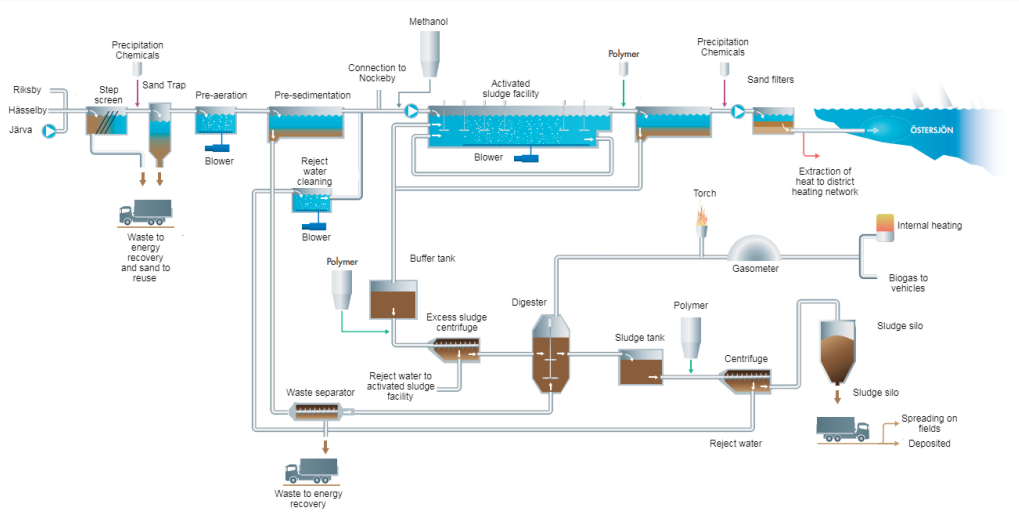 Methanol
Precipitation
Chemicals
Polymer
Precipitation
Chemicals
Riksby
Hässelby
Järva
Step
screen
Sand Trap
Pre-aeration
Pre-sedimentation
Connection to
Nockeby
Activated
sludge facility
Sand filters
Blower
Blower
ÖSTERSJÖN
Reject
water
cleaning
Blower
Extraction of
heat to district
heating network
Waste to
energy
recovery
and sand to
reuse
Torch
Internal heating
Gasometer
Biogas to
vehicles
Polymer
Buffer tank
Digester
Polymer
Excess sludge
centrifuge
Sludge tank
Centrifuge
Sludge silo
Reject water to
activated sludge
facility
Waste separator
Sludge silo
Spreading on
fields
Deposited
Reject water
Waste to energy
recovery